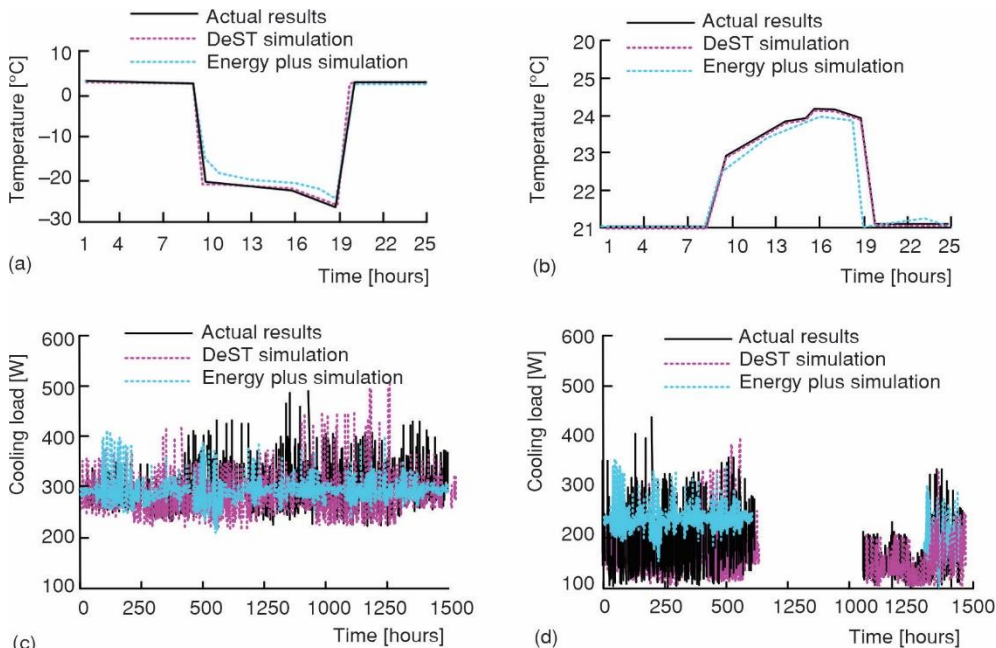 Actual results
DeST simulation
Energy plus simulation
Temperature [°C]
10
0
–10
–20
–30
1 4 7 10 13 16 19 22 25
Time [hours]
(a)
Actual results
DeST simulation
Energy plus simulation
Temperature [°C]
20
25
24
23
22
21
1 4 7 10 13 16 19 22 25
Time [hours]
(b)
Actual results
DeST simulation
Energy plus simulation
Cooling load [W]
600
500
400
300
200
100
0 250 500 1250 1000 1250 1500
Time [hours]
(c)
Actual results
DeST simulation
Energy plus simulation
Cooling load [W]
600
500
400
300
200
100
0 250 500 1250 1000 1250 1500
Time [hours]
(d)